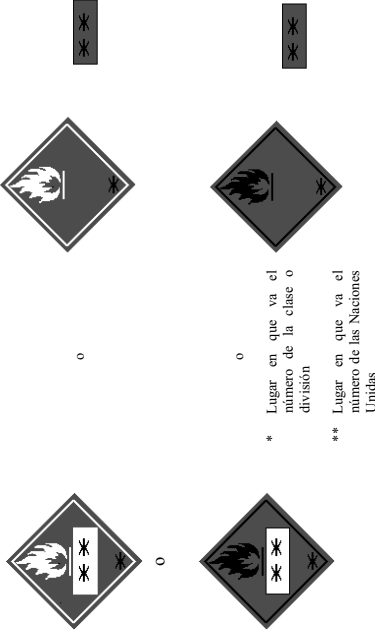 * *
*
o
*
* *
o
* *
*
o
*
* *
* Lugar en que va el
número de la clase o
división
** Lugar en que va el
número de las Naciones
Unidas